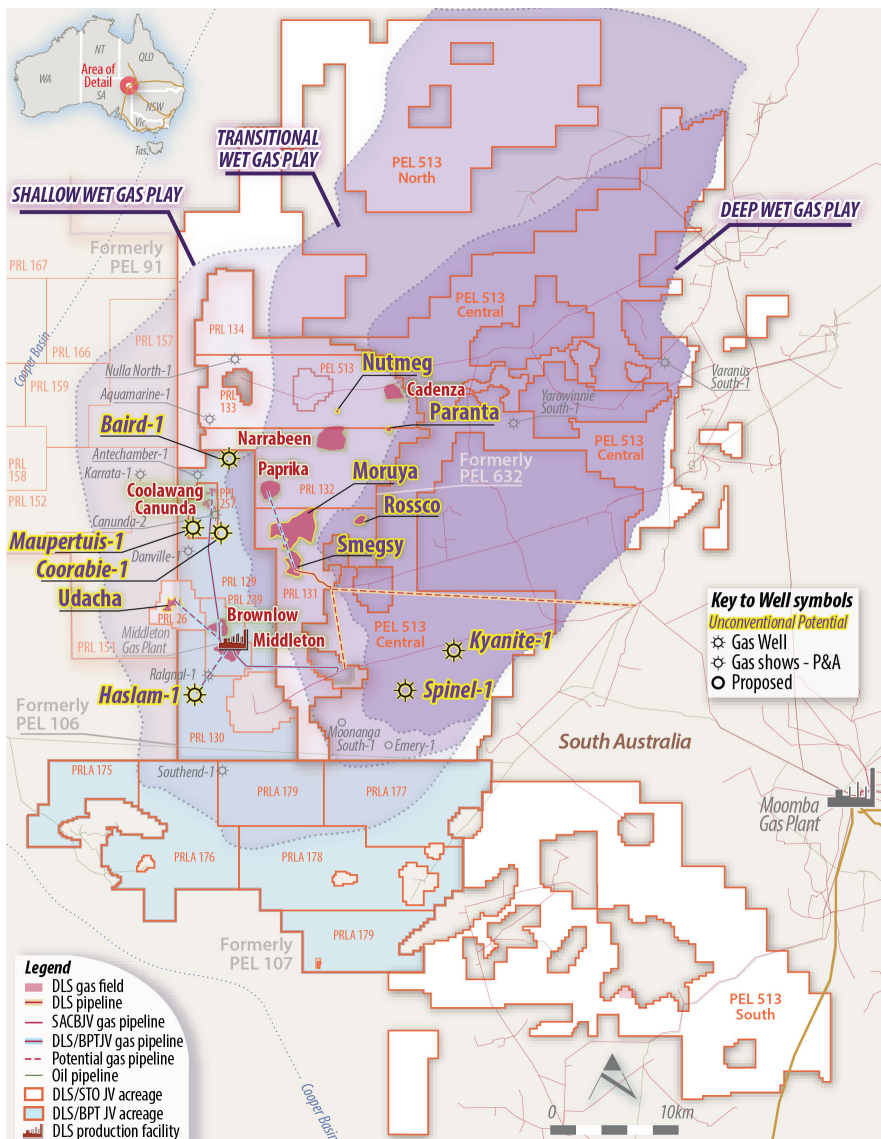 NT
QLD
WA
Area of
Detail
SA
NSW
Vic.
Tas.
TRANSITIONAL
WET GAS PLAY
PEL 513
North
SHALLOW WET GAS PLAY
DEEP WET GAS PLAY
Formerly
PEL 91
PRL 167
PEL 513
Central
PRL 157
PRL 134
PRL 166
Cooper Basin
Nulla North-1
PEL 513
Nutmeg
Varanus
South-1
PRL 159
Aquamarine-1
PRL
133
Cadenza
Yarowinnie
South-1
Baird-1
Paranta
Narrabeen
PEL 513
Central
Antechamber-1
Formerly
PEL 632
PRL
158
Karrata-1
Paprika
Moruya
PRL 152
Coolawang
Canunda
PPL
257
PRL 132
Canunda-2
Rossco
Maupertuis-1
Danville-1
Smegsy
Coorabie-1
PRL 129
PRL 239
PRL 131
Udacha
Key to Well symbols
Unconventional Potential
Gas Well
Gas shows - P&A
Proposed
PRL 26
Brownlow
PEL 513
Central
Kyanite-1
PRL 151
Middleton
Gas Plant
Middleton
Ralgnal-1
Haslam-1
Spinel-1
Formerly
PEL 106
PRL 130
Moonanga
South-1
Emery-1
South Australia
PRLA 175
Southend-1
PRLA 179
PRLA 177
Moomba
Gas Plant
PRLA 176
PRLA 178
PRLA 179
Formerly
PEL 107
PEL 513
South
Legend
DLS gas field
DLS pipeline
SACBJV gas pipeline
DLS/BPTJV gas pipeline
Potential gas pipeline
Oil pipeline
DLS/STO JV acreage
DLS/BPT JV acreage
DLS production facility
Cooper Basin
0 10km